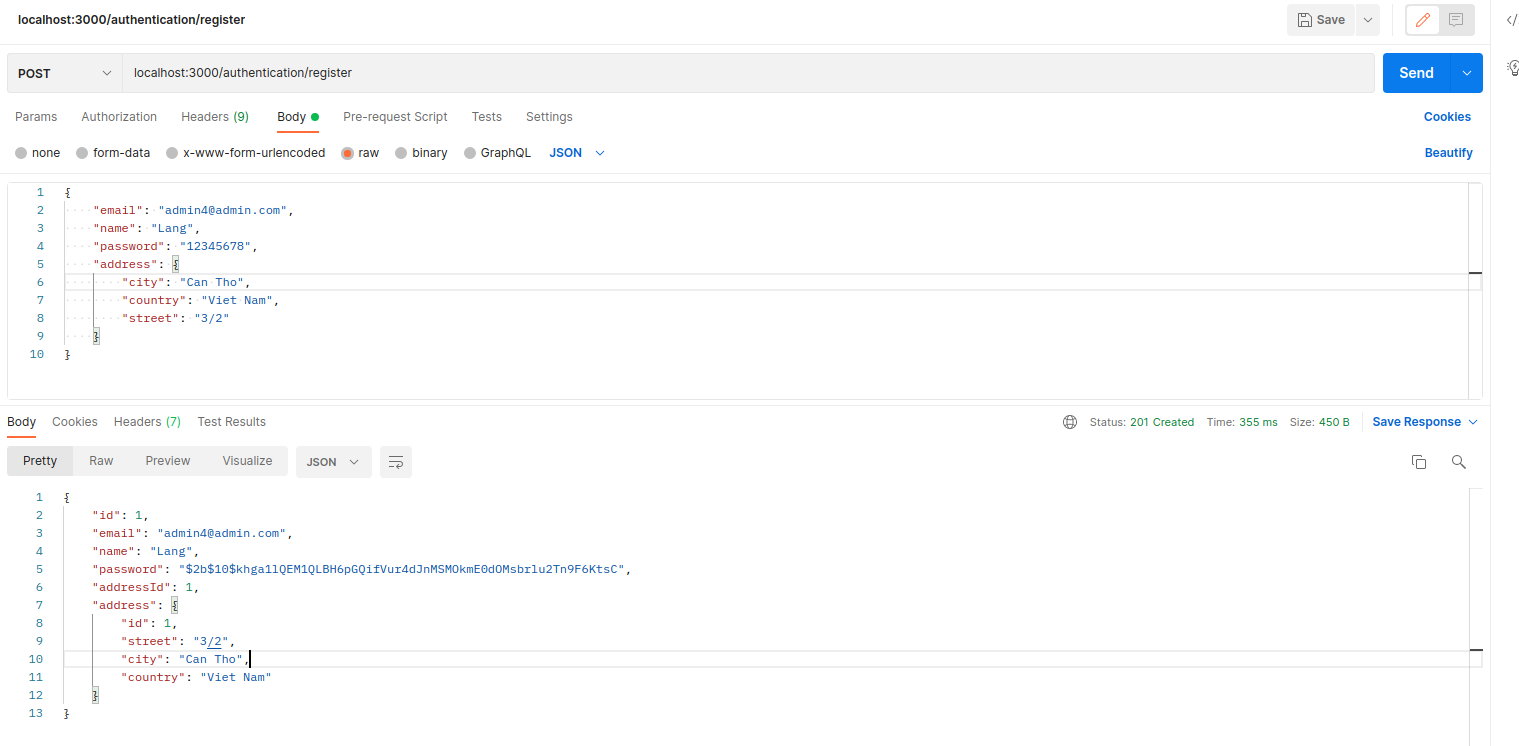 localhost:3000/authentication/register
Save
POST
localhost:3000/authentication/register
Send
Params Authorization Headers (9) Body Pre-request Script Tests Settings Cookies
none form-data x-www-form-urlencoded raw binary GraphQL JSON Beautify
1 {
2 "email": "admin4@admin.com",
3 "name": "Lang",
4 "password": "12345678",
5 "address": {
6 "city": "Can Tho",
7 "country": "Viet Nam",
8 "street": "3/2"
9 }
10 }
Body Cookies Headers (7) Test Results Status: 201 Created Time: 355 ms Size: 450 B Save Response
Pretty Raw Preview Visualize JSON
1 {
2 "id": 1,
3 "email": "admin4@admin.com",
4 "name": "Lang",
5 "password": "$2b$10$khga1lQEM1QLBH6pGQifVur4dJnMSMOkmE0dOMsbrlu2Tn9F6KtsC",
6 "addressId": 1,
7 "address": {
8 "id": 1,
9 "street": "3/2",
10 "city": "Can Tho",
11 "country": "Viet Nam"
12 }
13 }